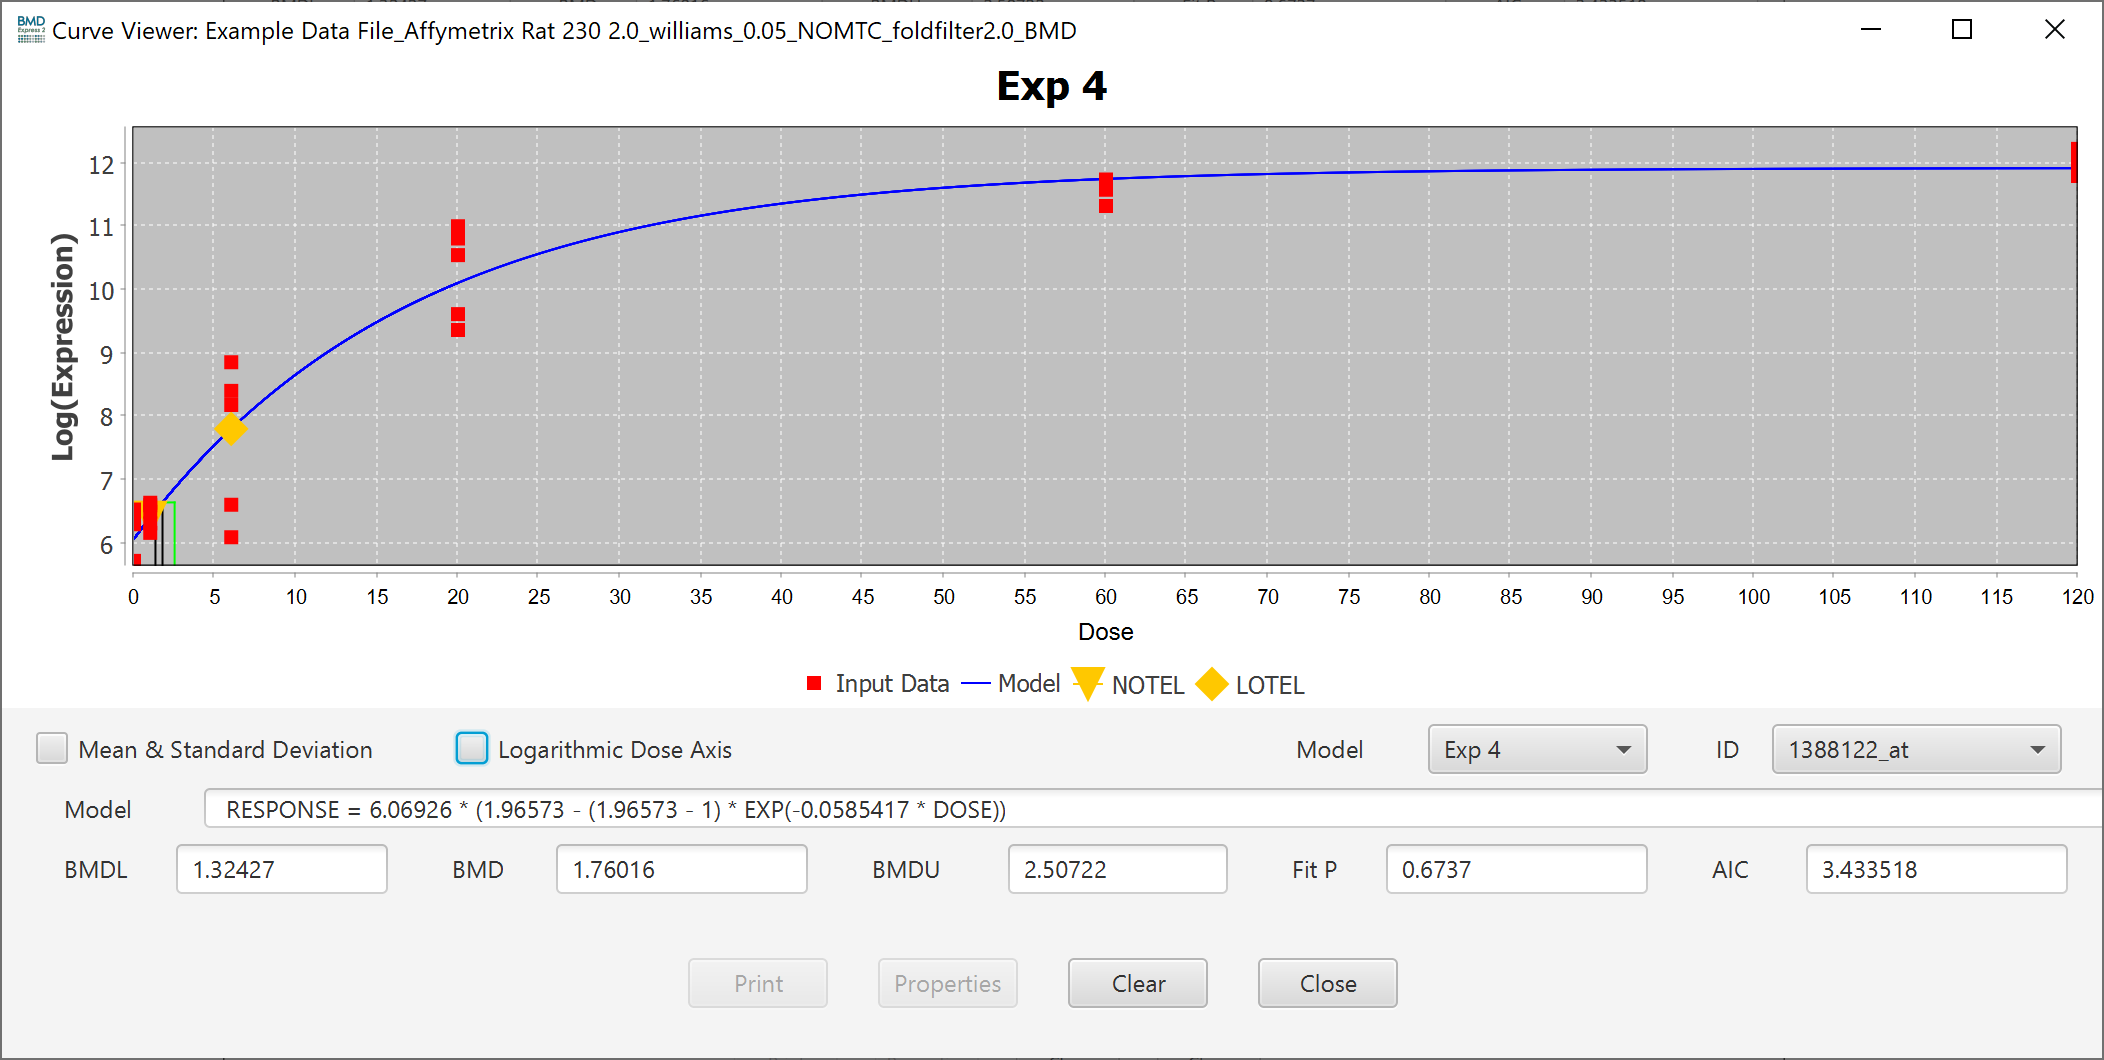 BMD
Express 2
Curve Viewer: Example Data File_Affymetrix Rat 230 2.0_williams_0.05_NOMTC_foldfilter2.0_BMD
Exp 4
Log(Expression)
12
11
10
9
8
7
6
0 5 10 15 20 25 30 35 40 45 50 55 60 65 70 75 80 85 90 95 100 105 110 115 120
Dose
Input Data Model NOTEL LOTEL
Mean & Standard Deviation Logarithmic Dose Axis Model Exp 4 ID 1388122_at
Model RESPONSE = 6.06926 * (1.96573 - (1.96573 - 1) * EXP(-0.0585417 * DOSE))
BMDL 1.32427 BMD 1.76016 BMDU 2.50722 Fit P 0.6737 AIC 3.433518
Print Properties Clear Close